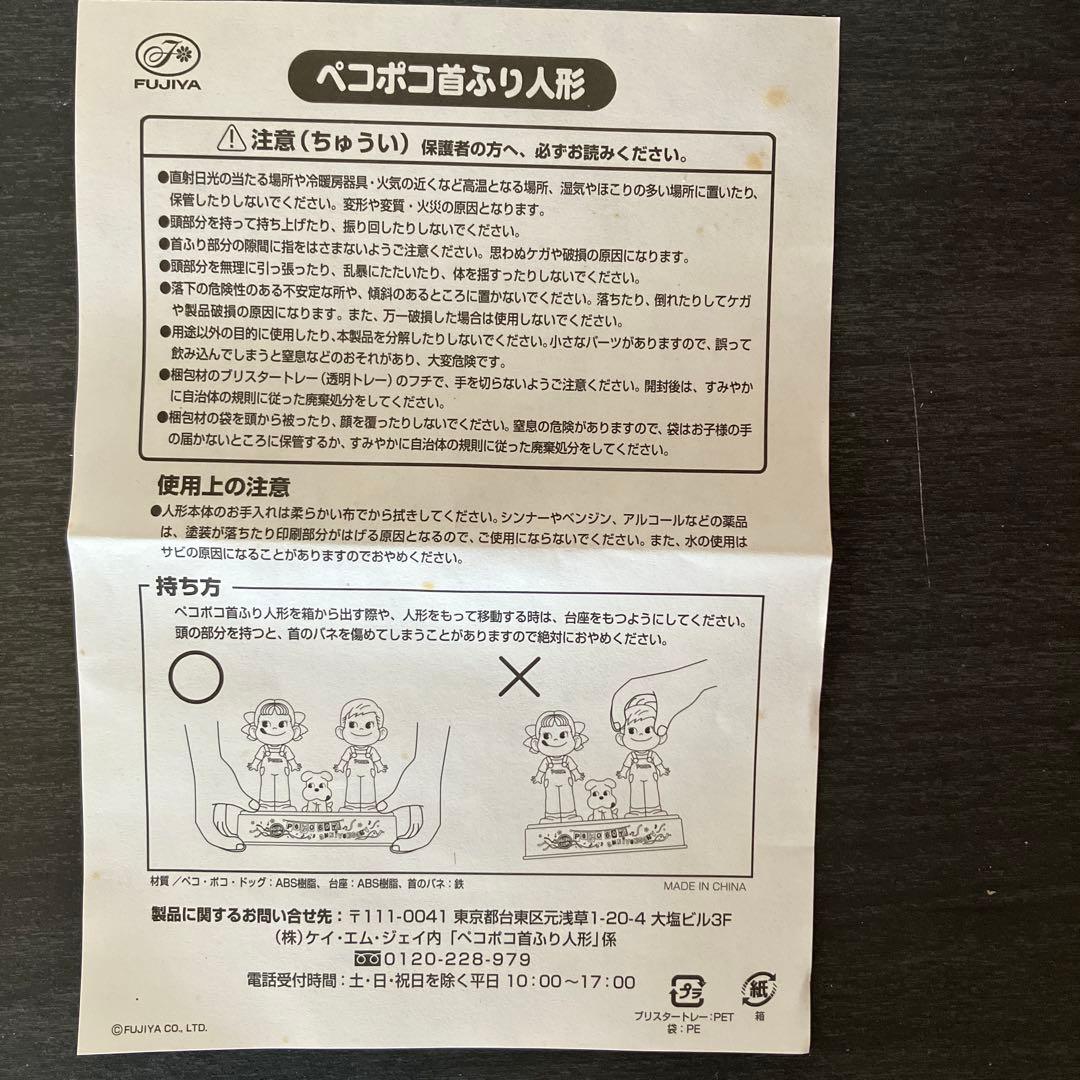 FUJIYA
ペコポコ首ふり人形
注意(ちゅうい) 保護者の方へ、必ずお読みください。
●直射日光の当たる場所や冷暖房器具・火気の近くなど高温となる場所、湿気やほこりの多い場所に置いたり、
保管したりしないでください。変形や変質・火災の原因となります。
●頭部分を持って持ち上げたり、振り回したりしないでください。
●首ふり部分の隙間に指をはさまないようご注意ください。思わぬケガや破損の原因になります。
●頭部分を無理に引っ張ったり、乱暴にたたいたり、体を揺すったりしないでください。
●落下の危険性のある不安定な所や、傾斜のあるところに置かないでください。落ちたり、倒れたりしてケガ
や製品破損の原因になります。また、万一破損した場合は使用しないでください。
●用途以外の目的に使用したり、本製品を分解したりしないでください。小さなパーツがありますので、誤って
飲み込んでしまうと窒息などのおそれがあり、大変危険です。
●梱包材のブリスタートレー(透明トレー)のフチで、手を切らないようご注意ください。開封後は、すみやか
に自治体の規則に従った廃棄処分をしてください。
●梱包材の袋を頭から被ったり、顔を覆ったりしないでください。窒息の危険がありますので、袋はお子様の手
の届かないところに保管するか、すみやかに自治体の規則に従った廃棄処分をしてください。
使用上の注意
●人形本体のお手入れは柔らかい布でから拭きしてください。シンナーやベンジン、アルコールなどの薬品
は、塗装が落ちたり印刷部分がはげる原因となるので、ご使用にならないでください。また、水の使用は
サビの原因になることがありますのでおやめください。
持ち方
ペコポコ首ふり人形を箱から出す際や、人形をもって移動する時は、台座をもつようにしてください。
頭の部分を持つと、首のバネを傷めてしまうことがありますので絶対におやめください。
材質/ペコ・ポコ・ドッグ:ABS樹脂、台座:ABS樹脂、首のバネ:鉄
MADE IN CHINA
製品に関するお問い合せ先:〒111-0041 東京都台東区元浅草1-20-4 大塩ビル3F
(株)ケイ・エム・ジェイ内「ペコポコ首ふり人形」係
0120-228-979
電話受付時間:土・日・祝日を除く平日 10:00〜17:00
プラ
紙
ブリスタートレー:PET
箱
袋:PE
©FUJIYA CO., LTD.